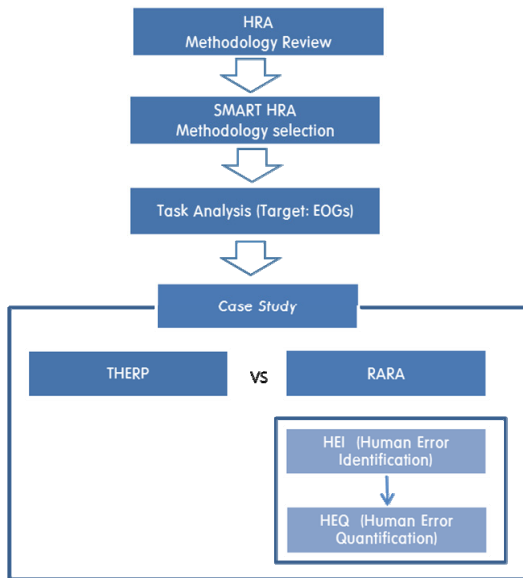 HRA
Methodology Review
SMART HRA
Methodology selection
Task Analysis (Target: EOGs)
Case Study
THERP
VS
RARA
HEI (Human Error
Identification)
HEQ (Human Error
Quantification)